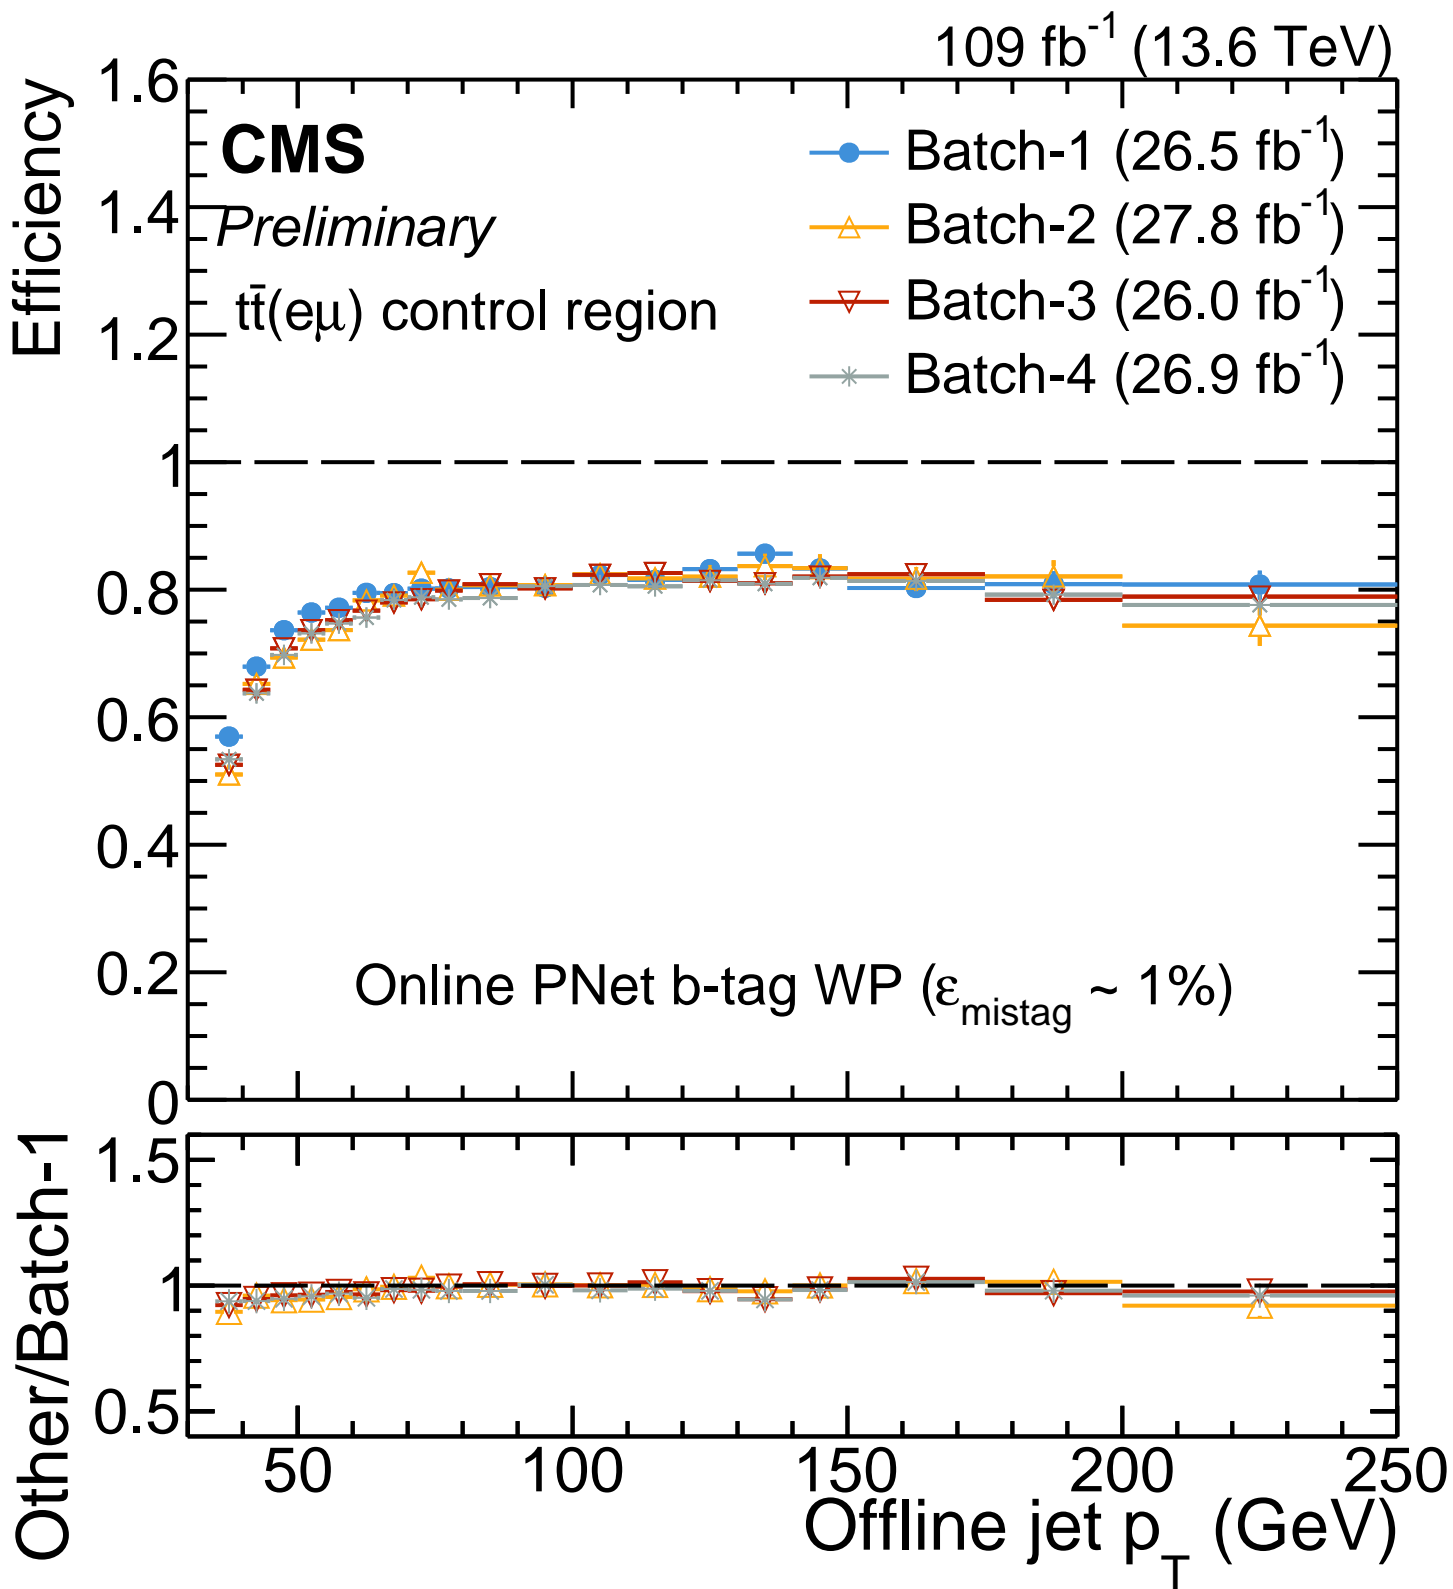 109 fb⁻¹ (13.6 TeV)
CMS
Preliminary
tt̄(eμ) control region
Batch-1 (26.5 fb⁻¹)
Batch-2 (27.8 fb⁻¹)
Batch-3 (26.0 fb⁻¹)
Batch-4 (26.9 fb⁻¹)
Efficiency
1.6
1.4
1.2
1
0.8
0.6
0.4
0.2
0
Online PNet b-tag WP (ε_mistag ~ 1%)
Other/Batch-1
1.5
1
0.5
50 100 150 200 250
Offline jet p_T (GeV)